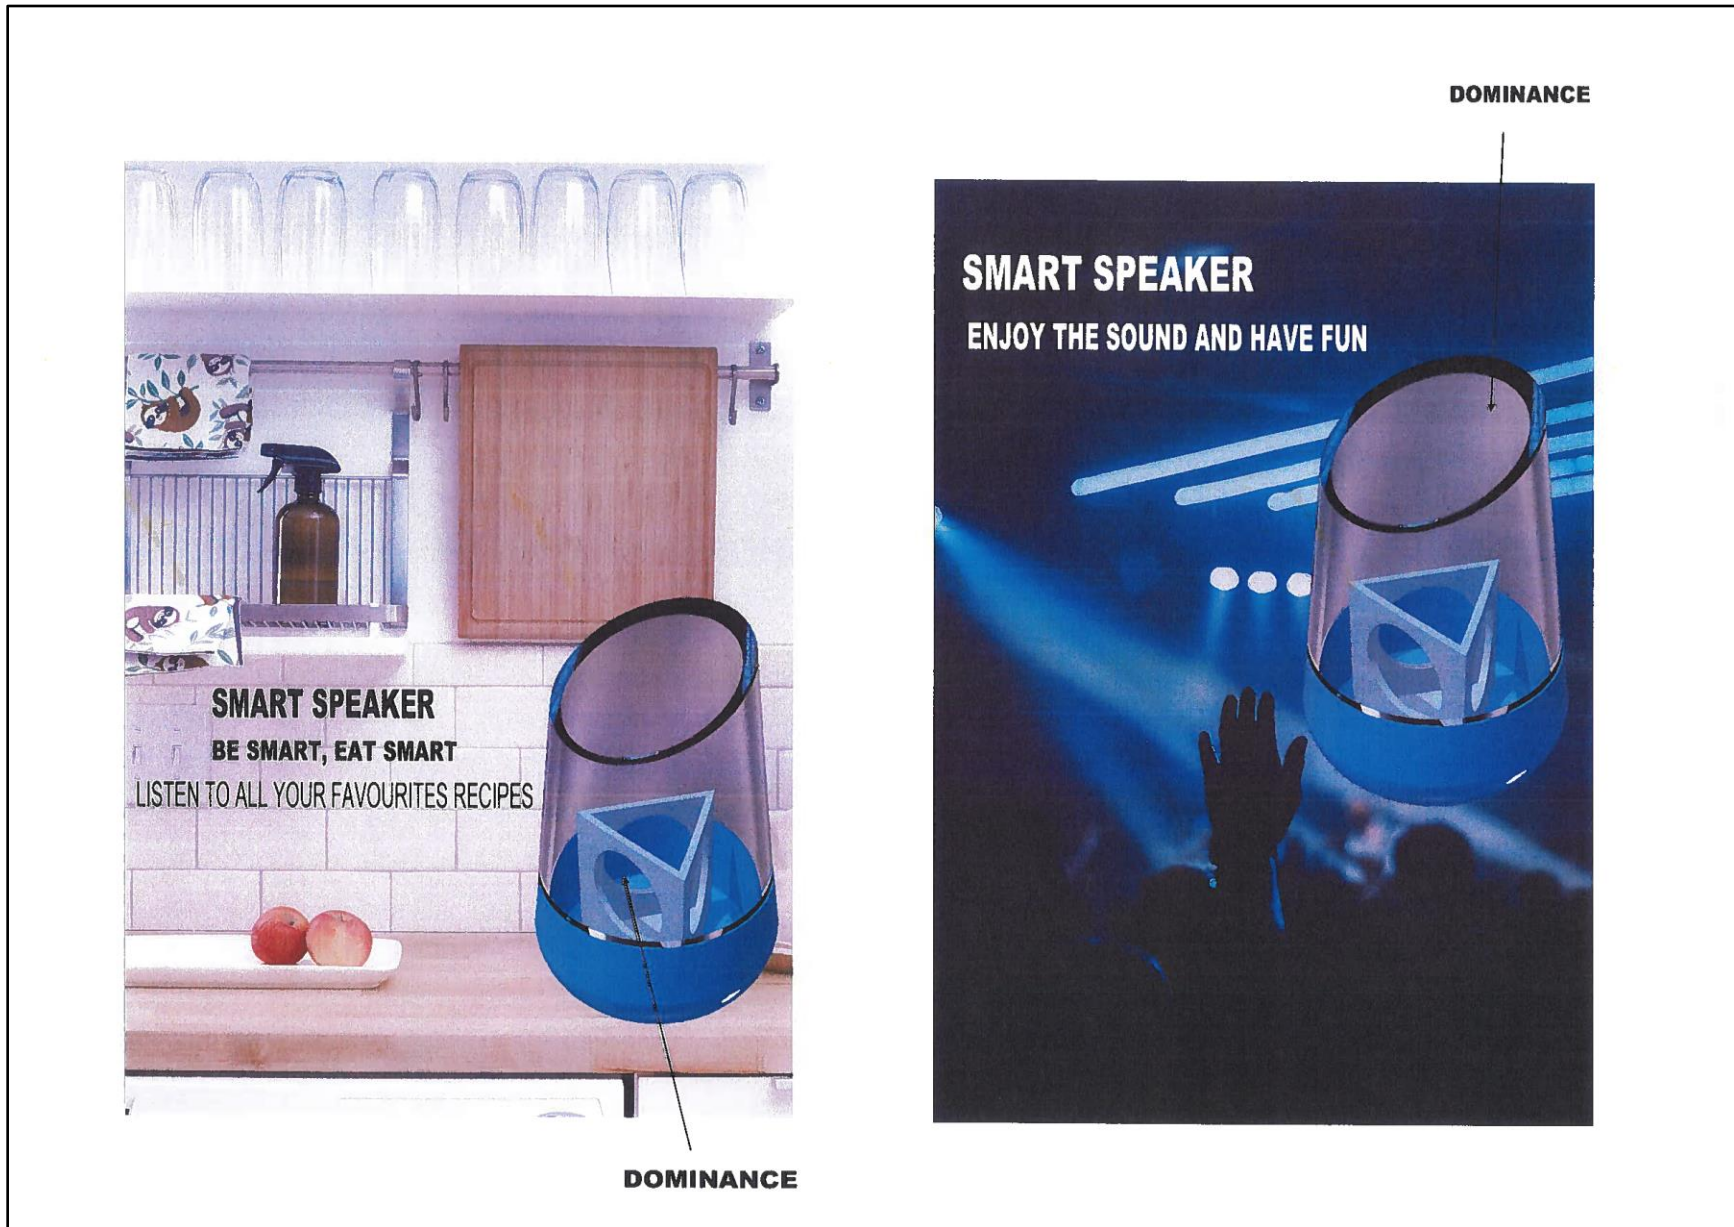 DOMINANCE
SMART SPEAKER
ENJOY THE SOUND AND HAVE FUN
SMART SPEAKER
BE SMART, EAT SMART
LISTEN TO ALL YOUR FAVOURITES RECIPES
DOMINANCE